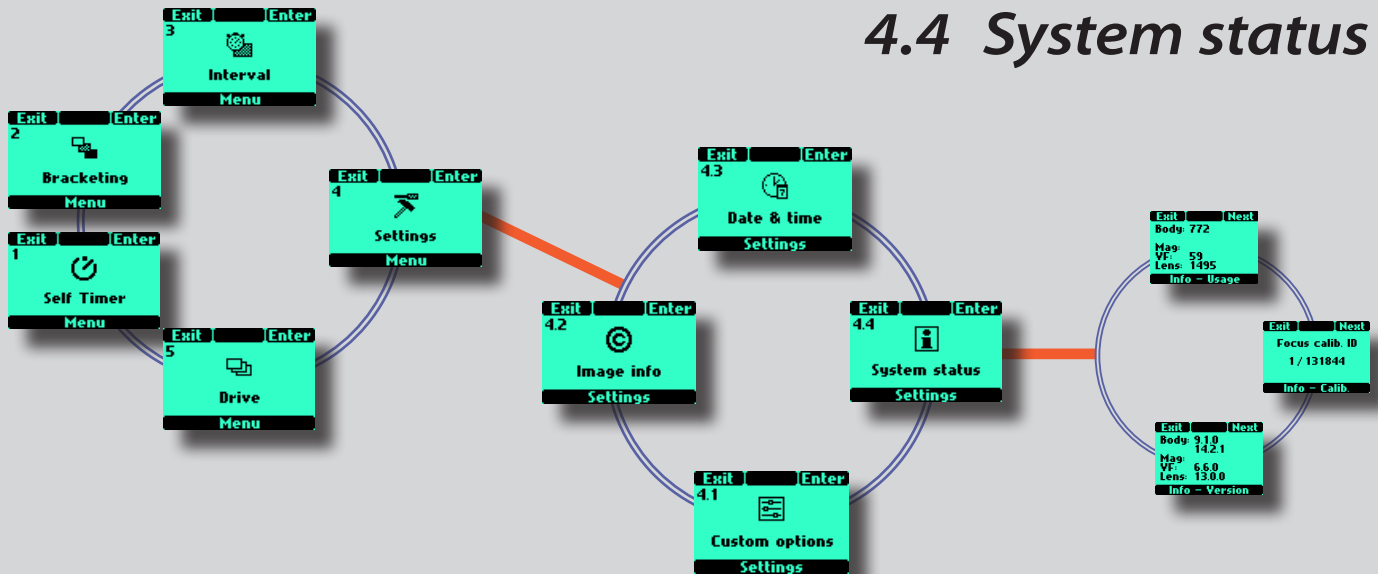 4.4 System status
Exit Enter
3
Interval
Menu
Exit Enter
2
Bracketing
Menu
Exit Enter
1
Self Timer
Menu
Exit Enter
4
Settings
Menu
Exit Enter
5
Drive
Menu
Exit Enter
4.3
Date & time
Settings
Exit Enter
4.2
©
Image info
Settings
Exit Enter
4.4
i
System status
Settings
Exit Enter
4.1
Custom options
Settings
Exit Next
Body: 772
Mag:
VF: 59
Lens: 1495
Info - Usage
Exit Next
Focus calib. ID
1 / 131844
Info - Calib.
Exit Next
Body: 9.1.0
14.2.1
Mag:
VF: 6.6.0
Lens: 13.0.0
Info - Version